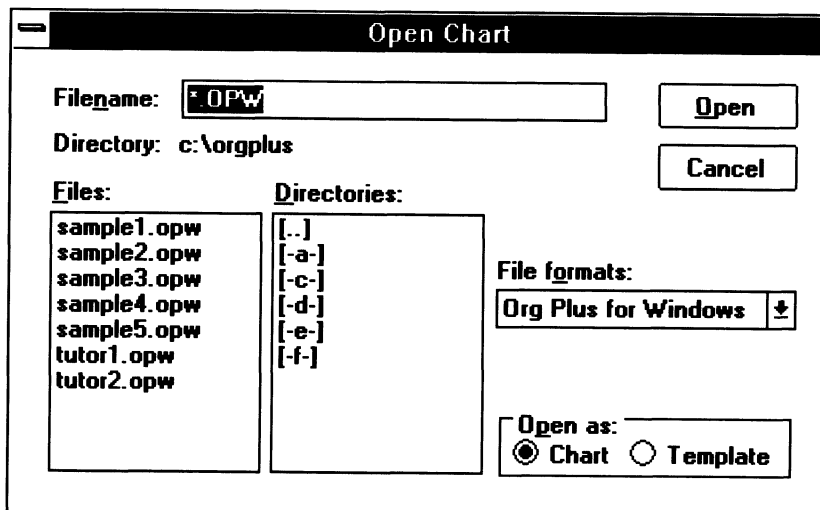 Open Chart
Filename: *.OPW
Open
Directory: c:\orgplus
Cancel
Files:
sample1.opw
sample2.opw
sample3.opw
sample4.opw
sample5.opw
tutor1.opw
tutor2.opw
Directories:
[..]
[-a-]
[-c-]
[-d-]
[-e-]
[-f-]
File formats:
Org Plus for Windows
Open as:
Chart Template